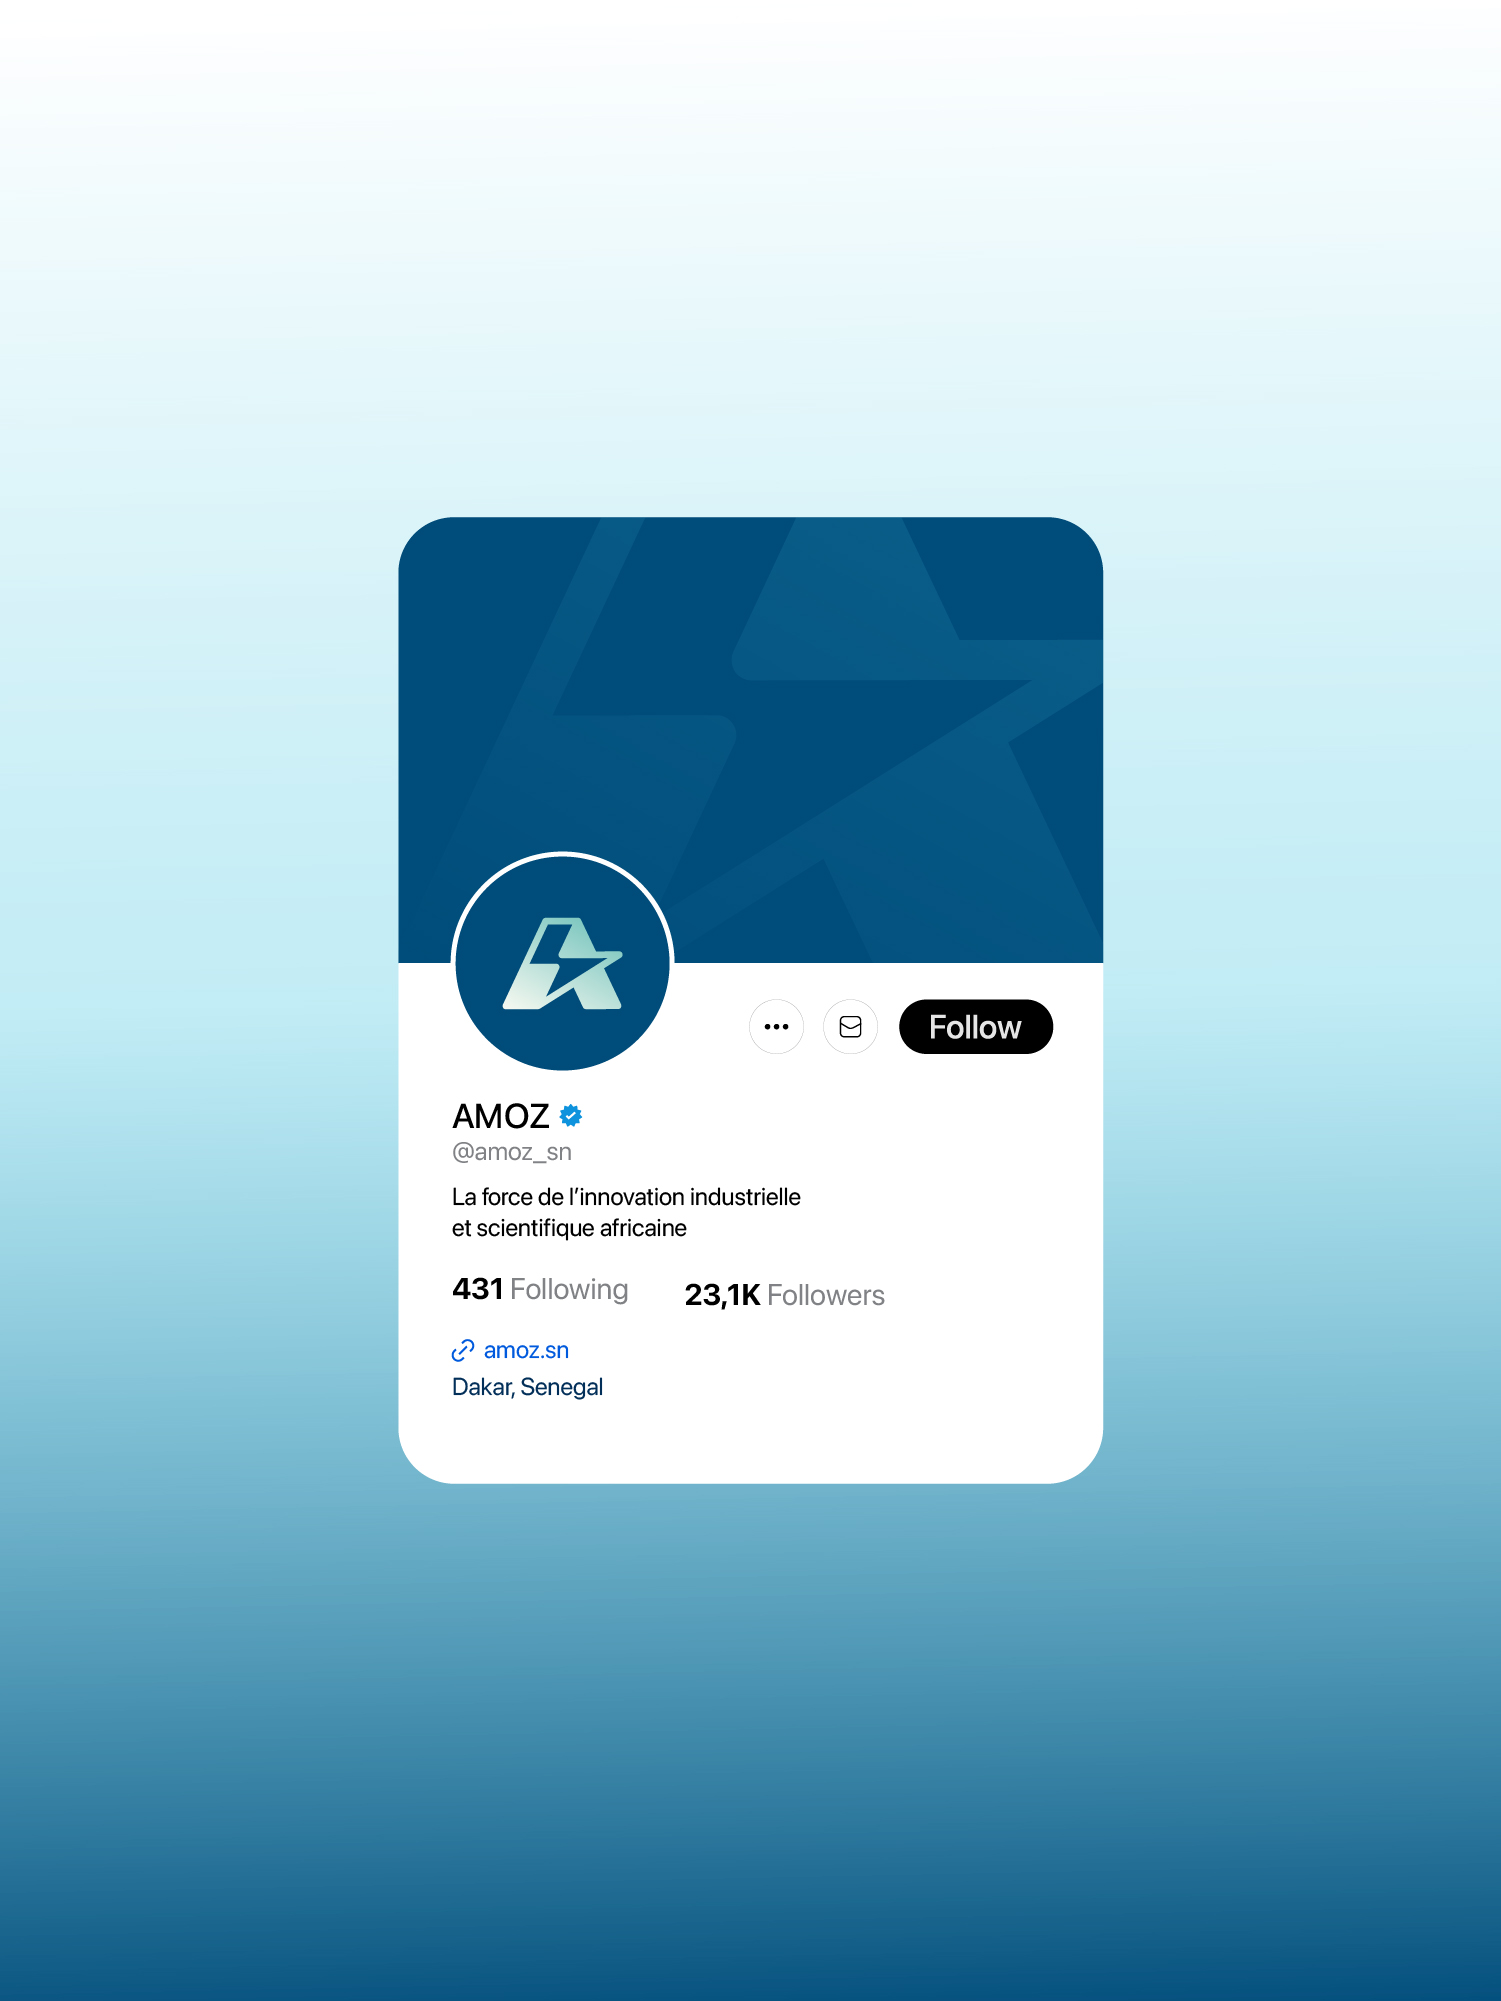 Follow
AMOZ
@amoz_sn
La force de l’innovation industrielle
et scientifique africaine
431 Following 23,1K Followers
amoz.sn
Dakar, Senegal